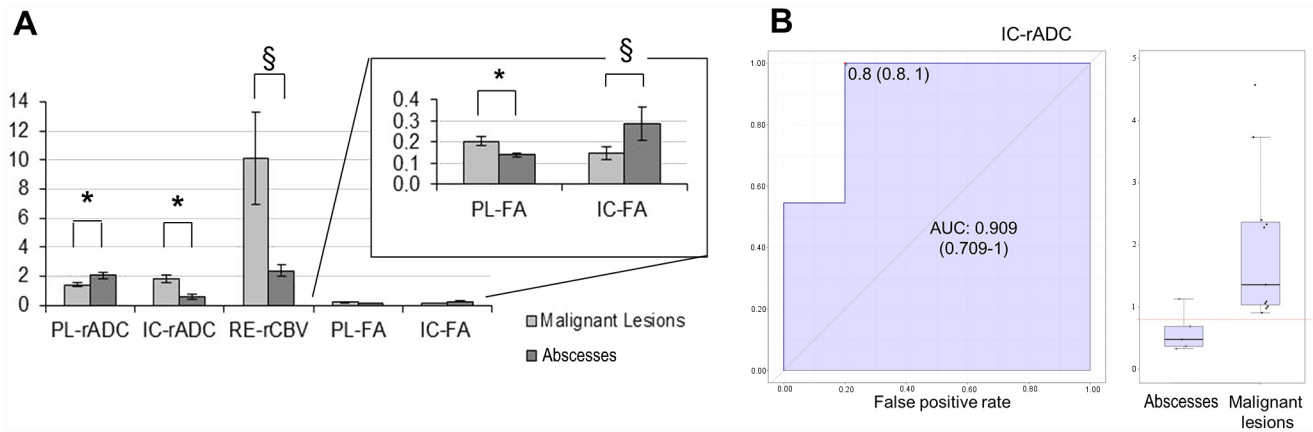 A
§
*
*
14
12
10
8
6
4
2
0
PL-rADC IC-rADC RE-rCBV PL-FA IC-FA
*
§
0.4
0.3
0.2
0.1
0.0
PL-FA IC-FA
Malignant Lesions
Abscesses
B
IC-rADC
1.00
0.80
0.60
0.40
0.20
0.00
0.8 (0.8. 1)
AUC: 0.909
(0.709-1)
0.00 0.20 0.40 0.60 0.80 1.00
False positive rate
5
4
3
2
1
0
Abscesses Malignant
lesions